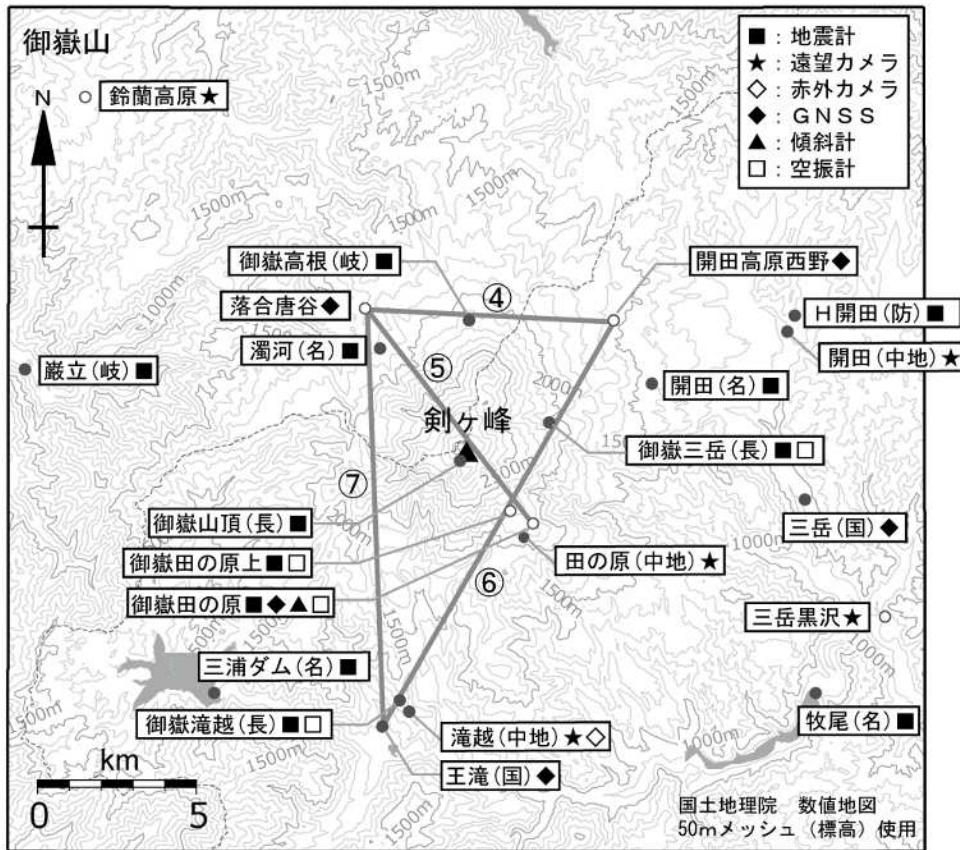 御嶽山
■：地震計
★：遠望カメラ
◇：赤外カメラ
◆：ＧＮＳＳ
▲：傾斜計
□：空振計
N
鈴蘭高原★
1500m
1500m
1500m
1500m
1000m
御嶽高根(岐)■
④
開田高原西野◆
落合唐谷◆
Ｈ開田(防)■
濁河(名)■
⑤
開田(中地)★
巌立(岐)■
2000m
開田(名)■
剣ヶ峰
御嶽三岳(長)■□
⑦
2000m
御嶽山頂(長)■
三岳(国)◆
1000m
御嶽田の原上■□
田の原(中地)★
⑥
1500m
御嶽田の原■◆▲□
三岳黒沢★
1500m
1000m
三浦ダム(名)■
1500m
御嶽滝越(長)■□
滝越(中地)★◇
1000m
牧尾(名)■
王滝(国)◆
km
0 5
国土地理院 数値地図
50mメッシュ（標高）使用